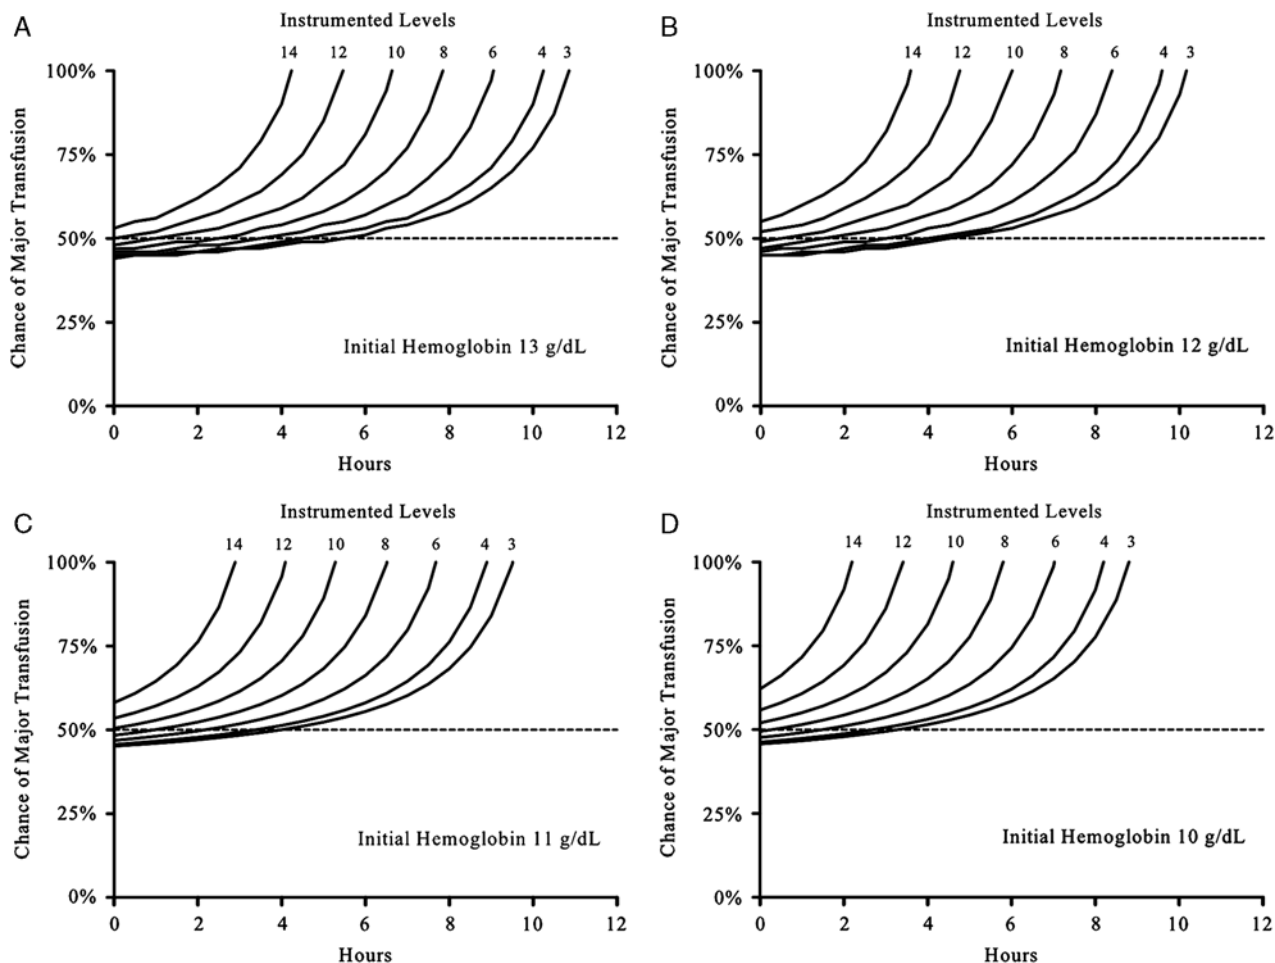 A
Instrumented Levels
14 12 10 8 6 4 3
100%
75%
50%
25%
0%
Chance of Major Transfusion
Initial Hemoglobin 13 g/dL
0 2 4 6 8 10 12
Hours
B
Instrumented Levels
14 12 10 8 6 4 3
100%
75%
50%
25%
0%
Chance of Major Transfusion
Initial Hemoglobin 12 g/dL
0 2 4 6 8 10 12
Hours
C
Instrumented Levels
14 12 10 8 6 4 3
100%
75%
50%
25%
0%
Chance of Major Transfusion
Initial Hemoglobin 11 g/dL
0 2 4 6 8 10 12
Hours
D
Instrumented Levels
14 12 10 8 6 4 3
100%
75%
50%
25%
0%
Chance of Major Transfusion
Initial Hemoglobin 10 g/dL
0 2 4 6 8 10 12
Hours